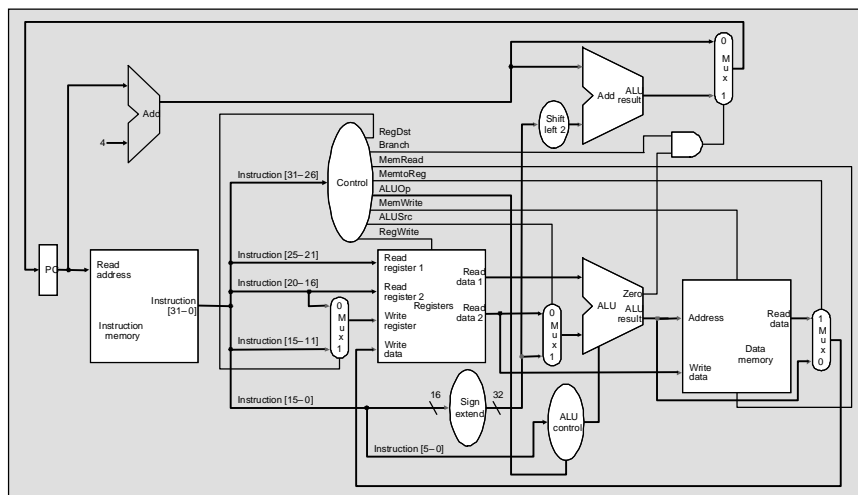 0
M
u
x
1
Add
ALU
result
Add
4
Shift
left 2
RegDst
Branch
MemRead
MemtoReg
ALUOp
MemWrite
ALUSrc
RegWrite
Control
Instruction [31–26]
PC
Read
address
Instruction
[31–0]
Instruction
memory
Instruction [25–21]
Instruction [20–16]
Instruction [15–11]
Instruction [15–0]
0
M
u
x
1
Read
register 1
Read
register 2
Write
register
Write
data
Registers
Read
data 1
Read
data 2
0
M
u
x
1
ALU
Zero
ALU
result
Address
Write
data
Read
data
Data
memory
1
M
u
x
0
16
Sign
extend
32
ALU
control
Instruction [5–0]